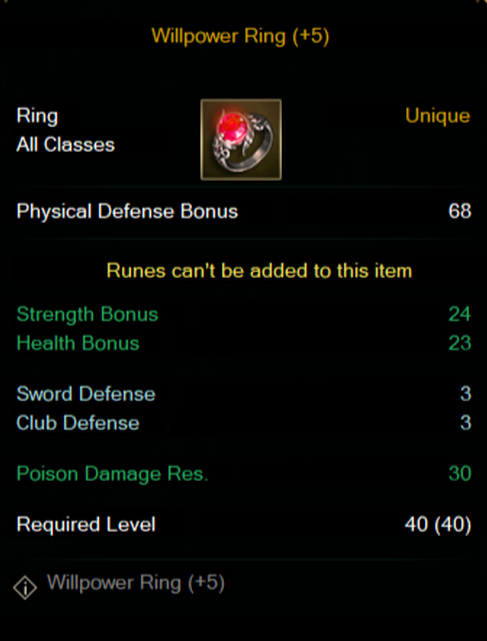 Willpower Ring (+5)
Ring Unique
All Classes
Physical Defense Bonus 68
Runes can't be added to this item
Strength Bonus 24
Health Bonus 23
Sword Defense 3
Club Defense 3
Poison Damage Res. 30
Required Level 40 (40)
Willpower Ring (+5)